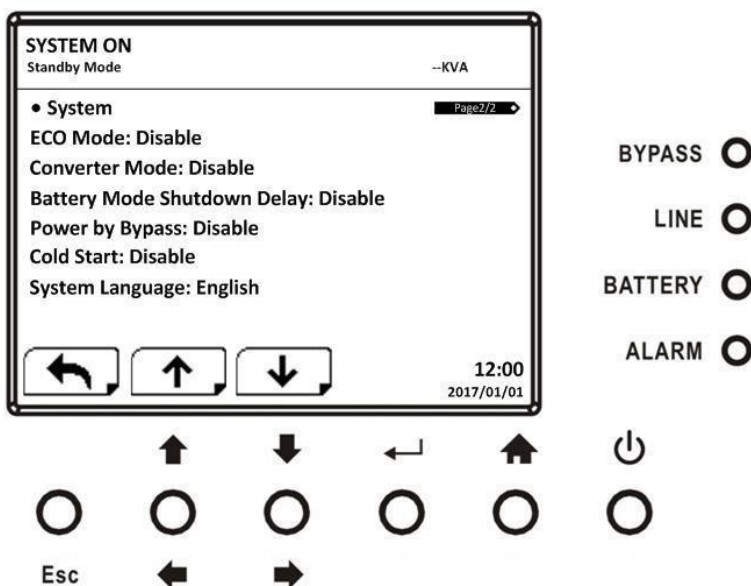 SYSTEM ON
Standby Mode --KVA
• System Page2/2
ECO Mode: Disable
Converter Mode: Disable
Battery Mode Shutdown Delay: Disable
Power by Bypass: Disable
Cold Start: Disable
System Language: English
12:00
2017/01/01
BYPASS
LINE
BATTERY
ALARM
Esc